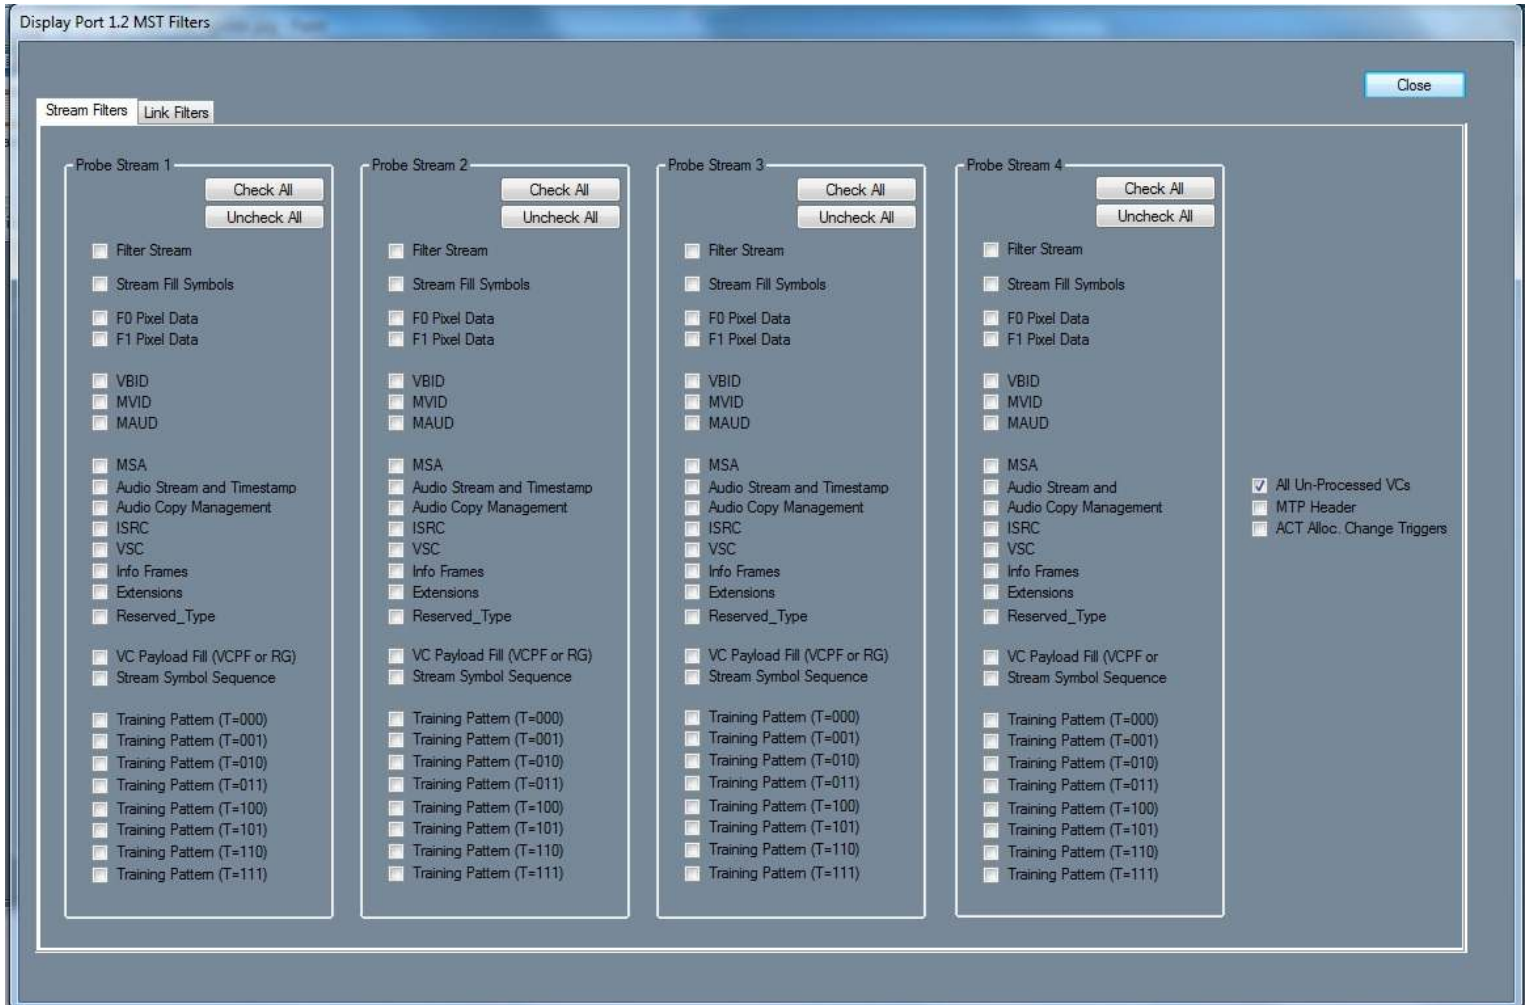 Display Port 1.2 MST Filters
Close
Stream Filters
Link Filters
Probe Stream 1
Check All
Uncheck All
Filter Stream
Stream Fill Symbols
F0 Pixel Data
F1 Pixel Data
VBID
MVID
MAUD
MSA
Audio Stream and Timestamp
Audio Copy Management
ISRC
VSC
Info Frames
Extensions
Reserved_Type
VC Payload Fill (VCPF or RG)
Stream Symbol Sequence
Training Pattern (T=000)
Training Pattern (T=001)
Training Pattern (T=010)
Training Pattern (T=011)
Training Pattern (T=100)
Training Pattern (T=101)
Training Pattern (T=110)
Training Pattern (T=111)
Probe Stream 2
Check All
Uncheck All
Filter Stream
Stream Fill Symbols
F0 Pixel Data
F1 Pixel Data
VBID
MVID
MAUD
MSA
Audio Stream and Timestamp
Audio Copy Management
ISRC
VSC
Info Frames
Extensions
Reserved_Type
VC Payload Fill (VCPF or RG)
Stream Symbol Sequence
Training Pattern (T=000)
Training Pattern (T=001)
Training Pattern (T=010)
Training Pattern (T=011)
Training Pattern (T=100)
Training Pattern (T=101)
Training Pattern (T=110)
Training Pattern (T=111)
Probe Stream 3
Check All
Uncheck All
Filter Stream
Stream Fill Symbols
F0 Pixel Data
F1 Pixel Data
VBID
MVID
MAUD
MSA
Audio Stream and Timestamp
Audio Copy Management
ISRC
VSC
Info Frames
Extensions
Reserved_Type
VC Payload Fill (VCPF or RG)
Stream Symbol Sequence
Training Pattern (T=000)
Training Pattern (T=001)
Training Pattern (T=010)
Training Pattern (T=011)
Training Pattern (T=100)
Training Pattern (T=101)
Training Pattern (T=110)
Training Pattern (T=111)
Probe Stream 4
Check All
Uncheck All
Filter Stream
Stream Fill Symbols
F0 Pixel Data
F1 Pixel Data
VBID
MVID
MAUD
MSA
Audio Stream and
Audio Copy Management
ISRC
VSC
Info Frames
Extensions
Reserved_Type
VC Payload Fill (VCPF or
Stream Symbol Sequence
Training Pattern (T=000)
Training Pattern (T=001)
Training Pattern (T=010)
Training Pattern (T=011)
Training Pattern (T=100)
Training Pattern (T=101)
Training Pattern (T=110)
Training Pattern (T=111)
All Un-Processed VCs
MTP Header
ACT Alloc. Change Triggers